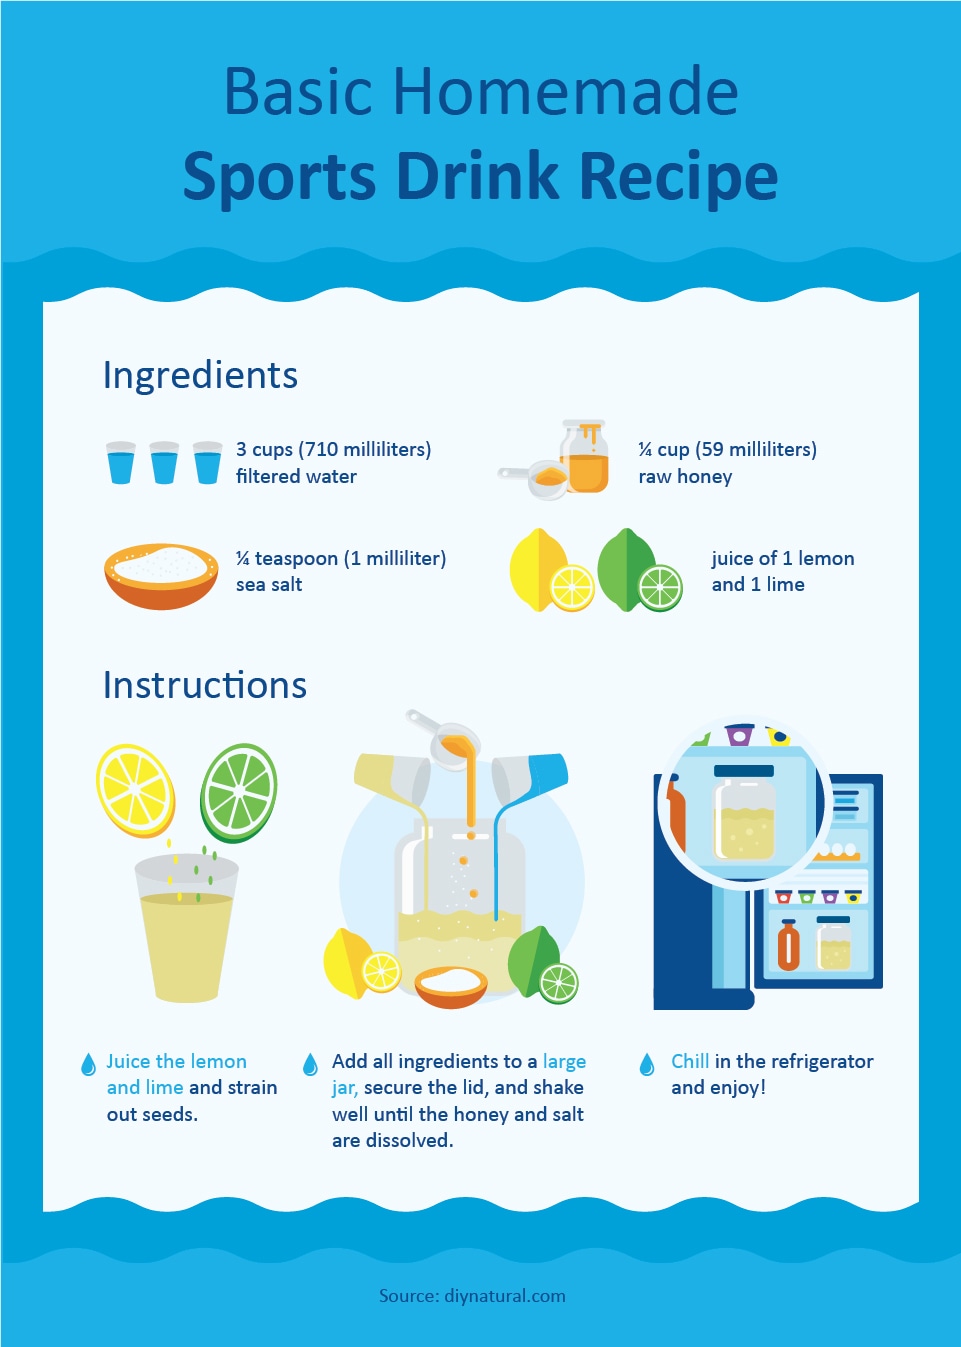 Basic Homemade
Sports Drink Recipe
Ingredients
3 cups (710 milliliters)
filtered water
¼ cup (59 milliliters)
raw honey
¼ teaspoon (1 milliliter)
sea salt
juice of 1 lemon
and 1 lime
Instructions
Juice the lemon
and lime and strain
out seeds.
Add all ingredients to a large
jar, secure the lid, and shake
well until the honey and salt
are dissolved.
Chill in the refrigerator
and enjoy!
Source: diynatural.com